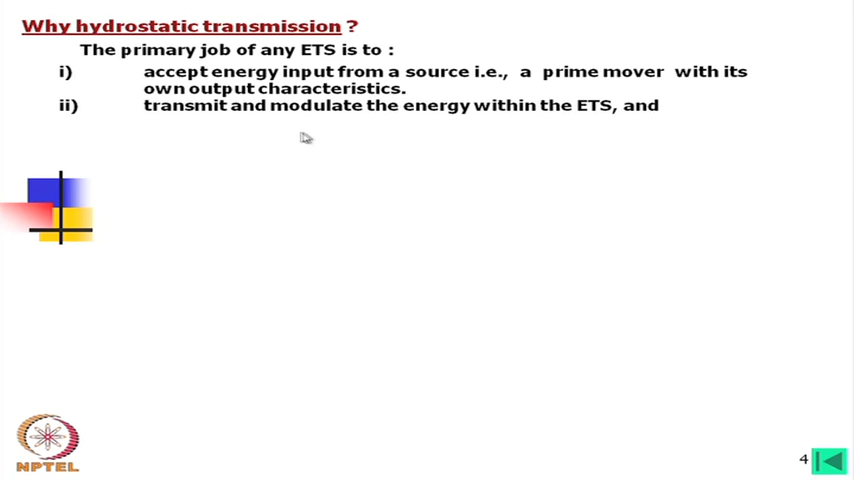 Why hydrostatic transmission ?
The primary job of any ETS is to :
i) accept energy input from a source i.e., a prime mover with its
own output characteristics.
ii) transmit and modulate the energy within the ETS, and
NPTEL
4